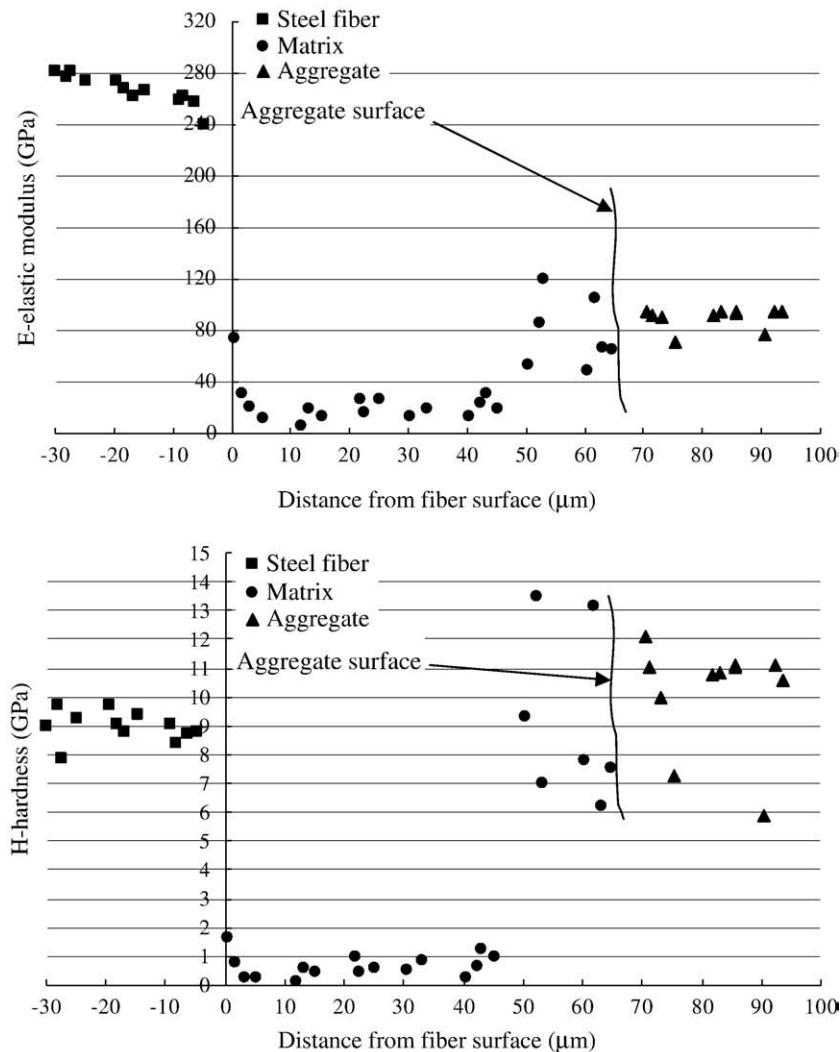 ■ Steel fiber
● Matrix
▲ Aggregate
Aggregate surface
E-elastic modulus (GPa)
320
280
240
200
160
120
80
40
0
-30 -20 -10 0 10 20 30 40 50 60 70 80 90 100
Distance from fiber surface (μm)
■ Steel fiber
● Matrix
▲ Aggregate
Aggregate surface
H-hardness (GPa)
15
14
13
12
11
10
9
8
7
6
5
4
3
2
1
0
-30 -20 -10 0 10 20 30 40 50 60 70 80 90 100
Distance from fiber surface (μm)